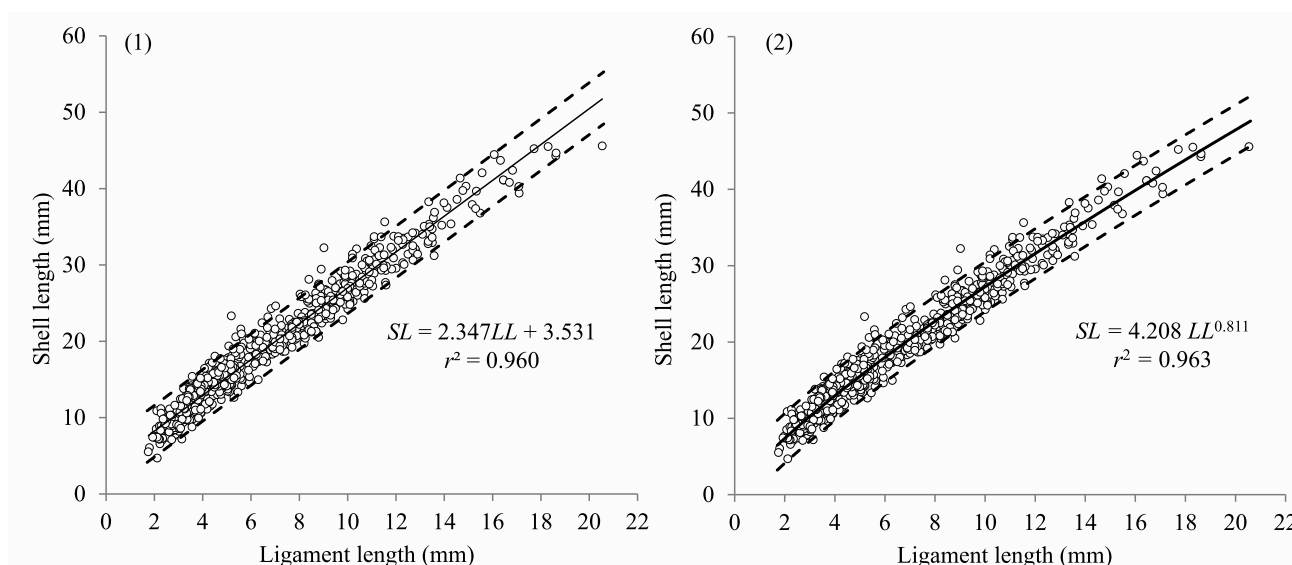 (1)
60
50
40
30
20
10
0
Shell length (mm)
SL = 2.347LL + 3.531
r² = 0.960
0 2 4 6 8 10 12 14 16 18 20 22
Ligament length (mm)
(2)
60
50
40
30
20
10
0
Shell length (mm)
SL = 4.208 LL⁰·⁸¹¹
r² = 0.963
0 2 4 6 8 10 12 14 16 18 20 22
Ligament length (mm)